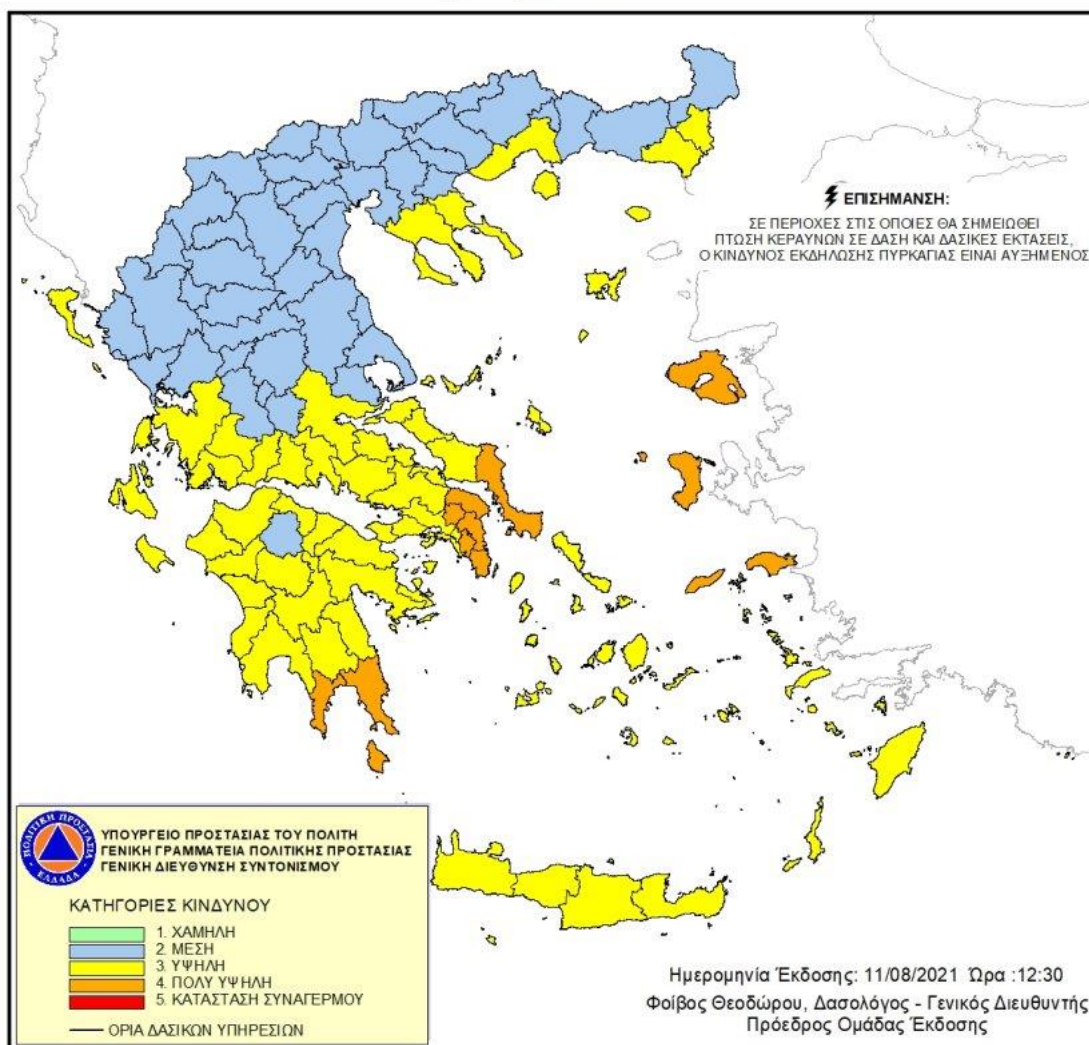 ΕΠΙΣΗΜΑΝΣΗ:
ΣΕ ΠΕΡΙΟΧΕΣ ΣΤΙΣ ΟΠΟΙΕΣ ΘΑ ΣΗΜΕΙΩΘΕΙ
ΠΤΩΣΗ ΚΕΡΑΥΝΩΝ ΣΕ ΔΑΣΗ ΚΑΙ ΔΑΣΙΚΕΣ ΕΚΤΑΣΕΙΣ,
Ο ΚΙΝΔΥΝΟΣ ΕΚΔΗΛΩΣΗΣ ΠΥΡΚΑΓΙΑΣ ΕΙΝΑΙ ΑΥΞΗΜΕΝΟΣ
ΠΟΛΙΤΙΚΗ ΠΡΟΣΤΑΣΙΑ
ΕΛΛΑΔΑ
ΥΠΟΥΡΓΕΙΟ ΠΡΟΣΤΑΣΙΑΣ ΤΟΥ ΠΟΛΙΤΗ
ΓΕΝΙΚΗ ΓΡΑΜΜΑΤΕΙΑ ΠΟΛΙΤΙΚΗΣ ΠΡΟΣΤΑΣΙΑΣ
ΓΕΝΙΚΗ ΔΙΕΥΘΥΝΣΗ ΣΥΝΤΟΝΙΣΜΟΥ
ΚΑΤΗΓΟΡΙΕΣ ΚΙΝΔΥΝΟΥ
1. ΧΑΜΗΛΗ
2. ΜΕΣΗ
3. ΥΨΗΛΗ
4. ΠΟΛΥ ΥΨΗΛΗ
5. ΚΑΤΑΣΤΑΣΗ ΣΥΝΑΓΕΡΜΟΥ
ΟΡΙΑ ΔΑΣΙΚΩΝ ΥΠΗΡΕΣΙΩΝ
Ημερομηνία Έκδοσης: 11/08/2021 Ώρα :12:30
Φοίβος Θεοδώρου, Δασολόγος - Γενικός Διευθυντής
Πρόεδρος Ομάδας Έκδοσης